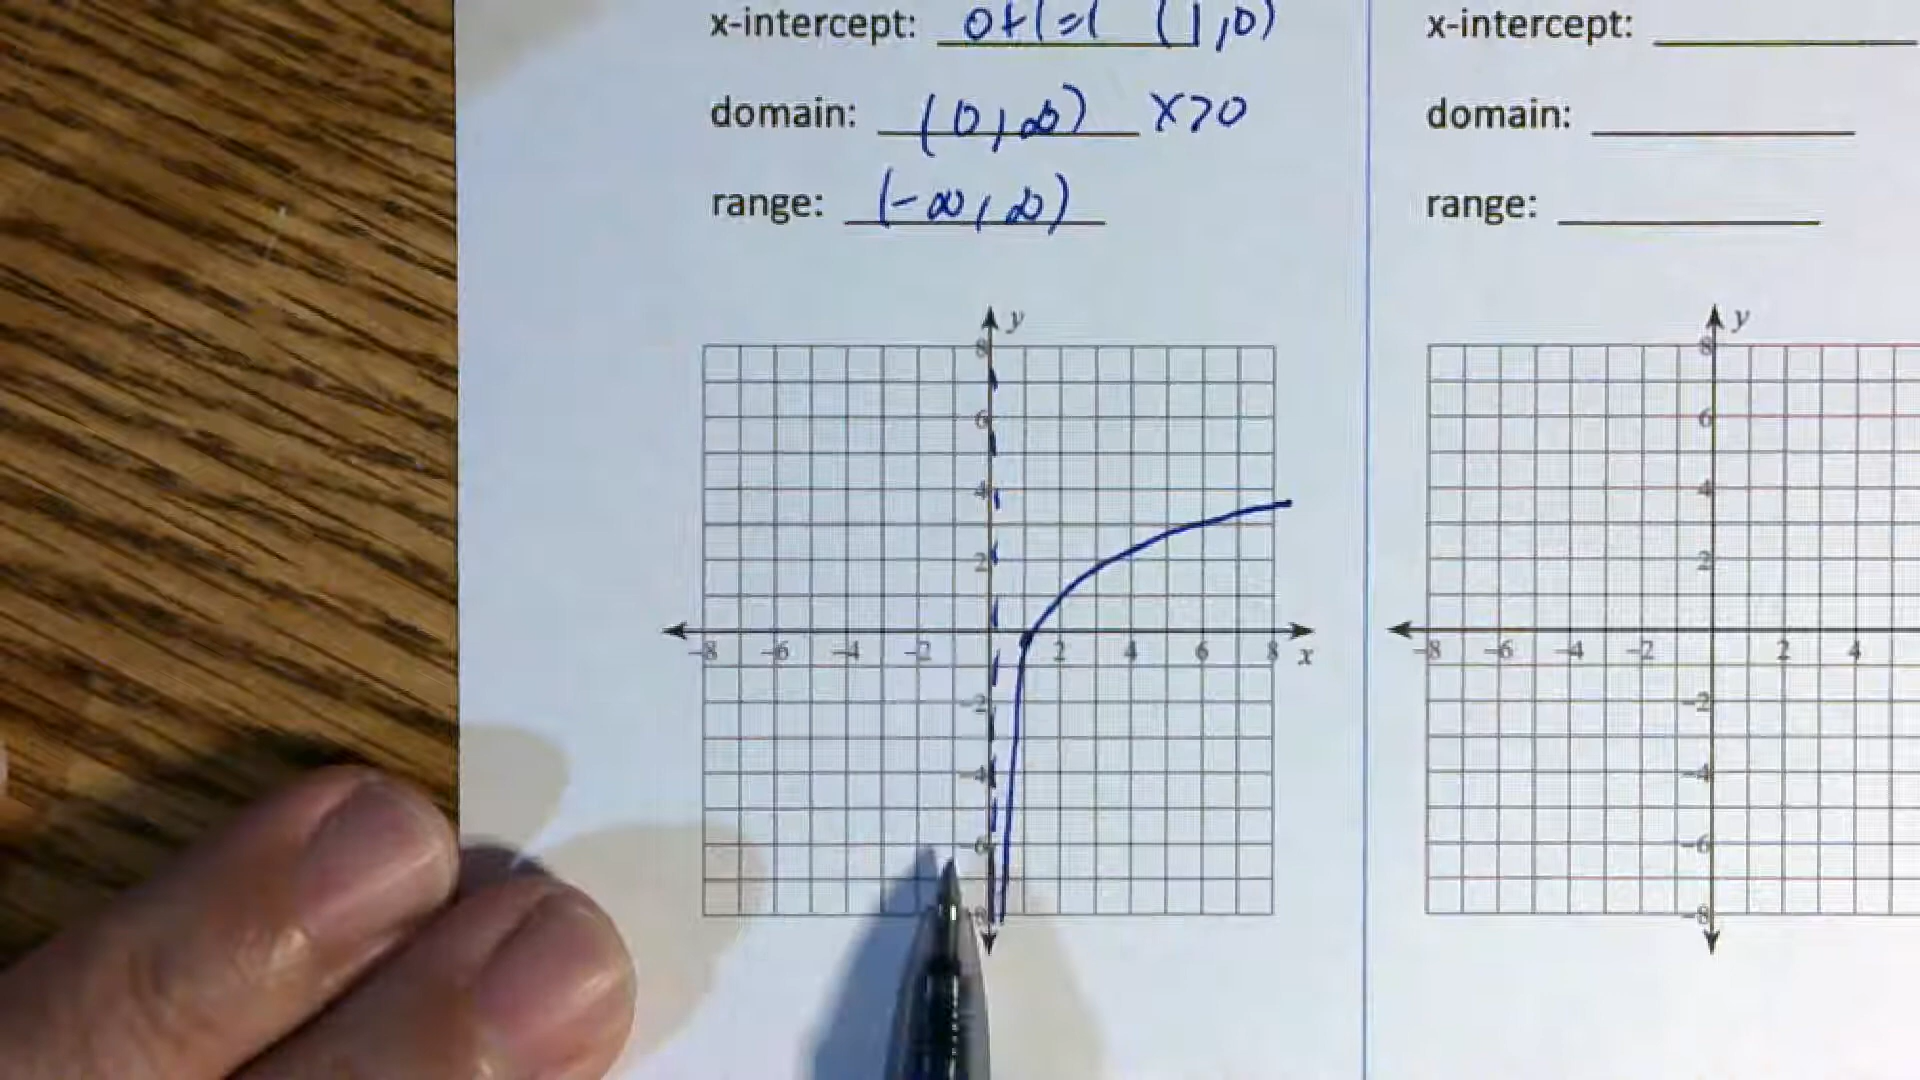 x-intercept: 0+1=1 (1,0) x-intercept:
domain: (0,∞) x>0 domain:
range: (-∞,∞) range:
y y
8 8
6 6
4 4
2 2
-8 -6 -4 -2 2 4 6 8 x -8 -6 -4 -2 2 4
-2 -2
-4 -4
-6 -6
-8